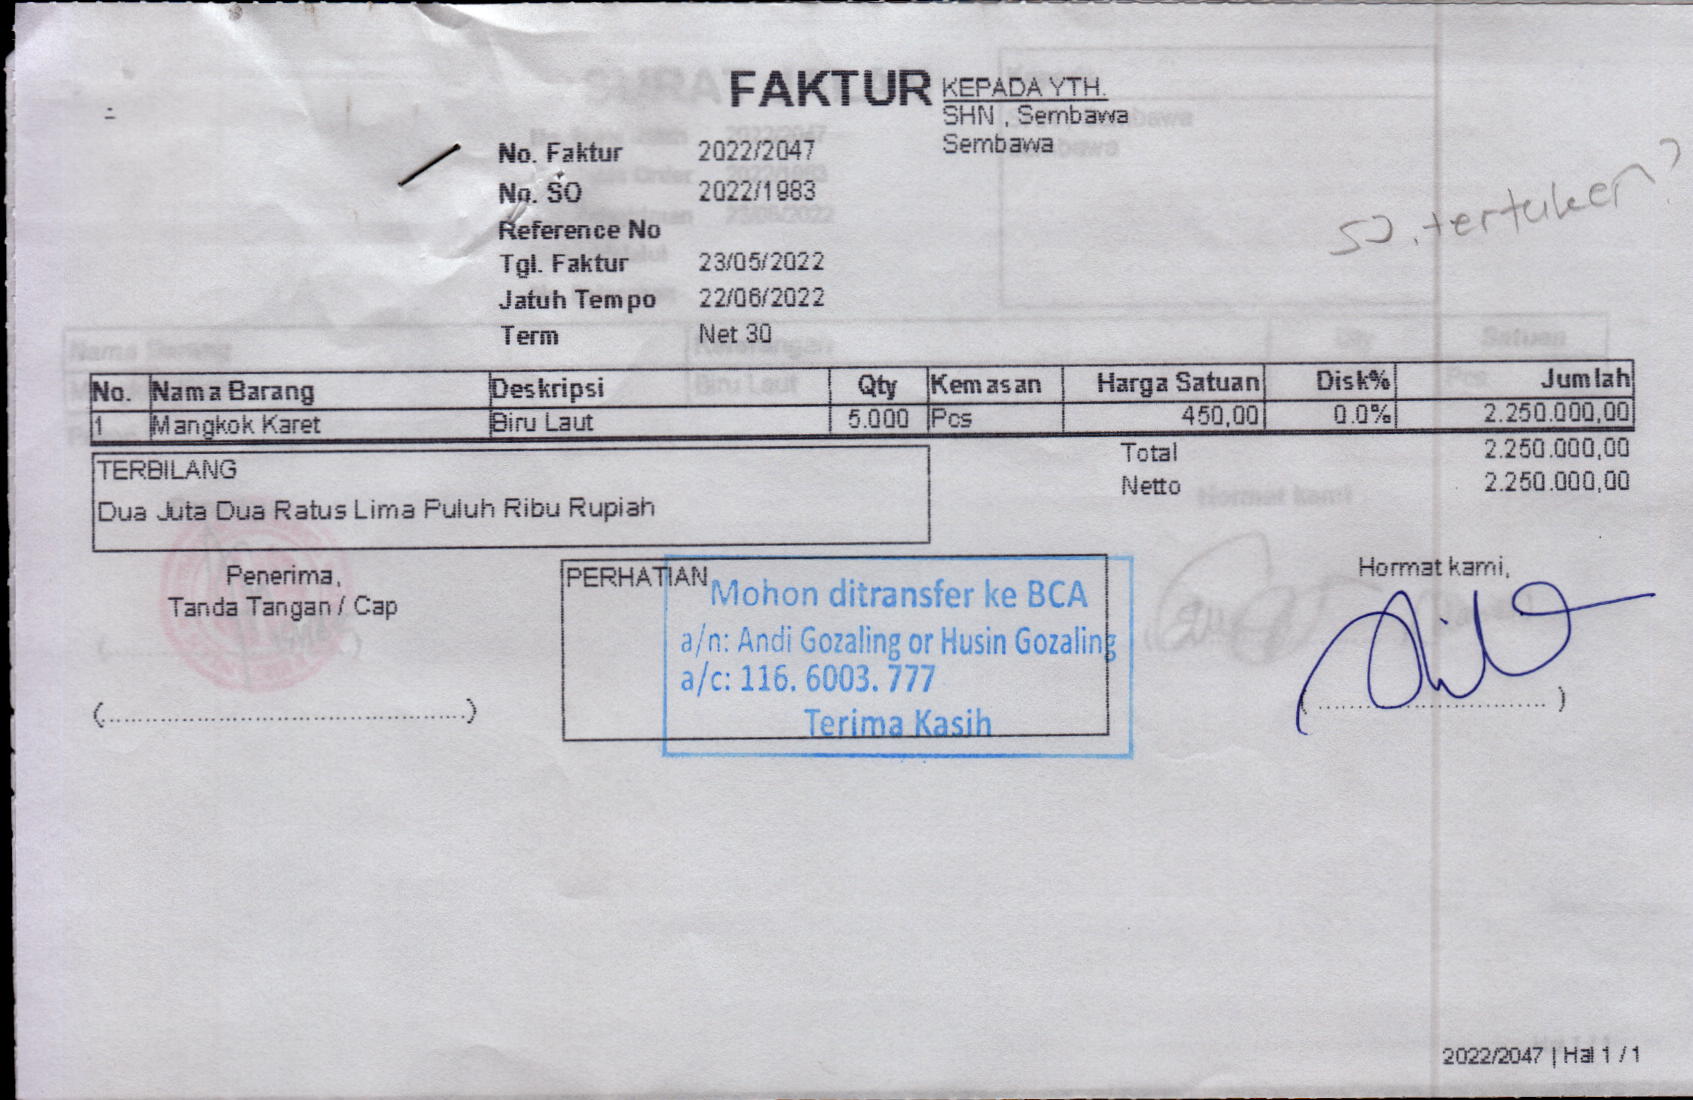 FAKTUR
KEPADA YTH.
SHN , Sembawa
Sembawa
No. Faktur 2022/2047
No. SO 2022/1983
Reference No
Tgl. Faktur 23/05/2022
Jatuh Tempo 22/06/2022
Term Net 30
tertuker?
No. Nama Barang Deskripsi Qty Kemasan Harga Satuan Disk% Jumlah
1 Mangkok Karet Biru Laut 5.000 Pcs 450,00 0.0% 2.250.000,00
Total 2.250.000,00
Netto 2.250.000,00
TERBILANG
Dua Juta Dua Ratus Lima Puluh Ribu Rupiah
Penerima,
Tanda Tangan / Cap
(..........................................)
PERHATIAN
Mohon ditransfer ke BCA
a/n: Andi Gozaling or Husin Gozaling
a/c: 116. 6003. 777
Terima Kasih
Hormat kami,
(..............................)
2022/2047 | Hal 1 / 1